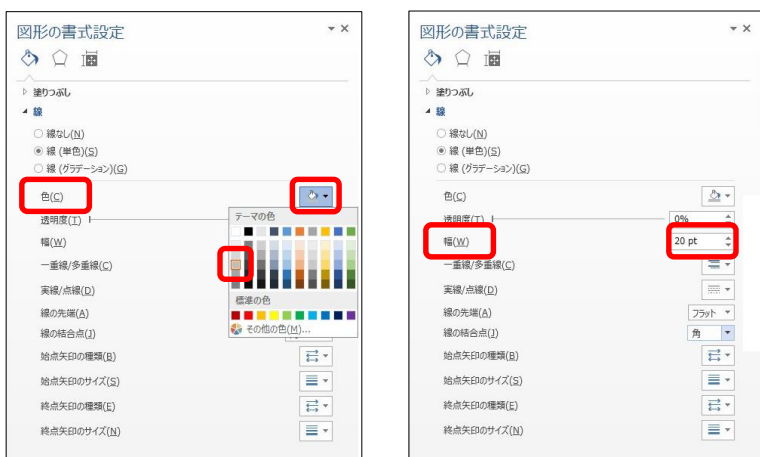 図形の書式設定
塗りつぶし
線
線なし(N)
線 (単色)(S)
線 (グラデーション)(G)
色(C)
透明度(T)
テーマの色
幅(W)
一重線/多重線(C)
実線/点線(D)
標準の色
線の先端(A)
その他の色(M)...
線の結合点(J)
始点矢印の種類(B)
始点矢印のサイズ(S)
終点矢印の種類(E)
終点矢印のサイズ(N)
図形の書式設定
塗りつぶし
線
線なし(N)
線 (単色)(S)
線 (グラデーション)(G)
色(C)
透明度(T) 0%
幅(W) 20 pt
一重線/多重線(C)
実線/点線(D)
線の先端(A) フラット
線の結合点(J) 角
始点矢印の種類(B)
始点矢印のサイズ(S)
終点矢印の種類(E)
終点矢印のサイズ(N)